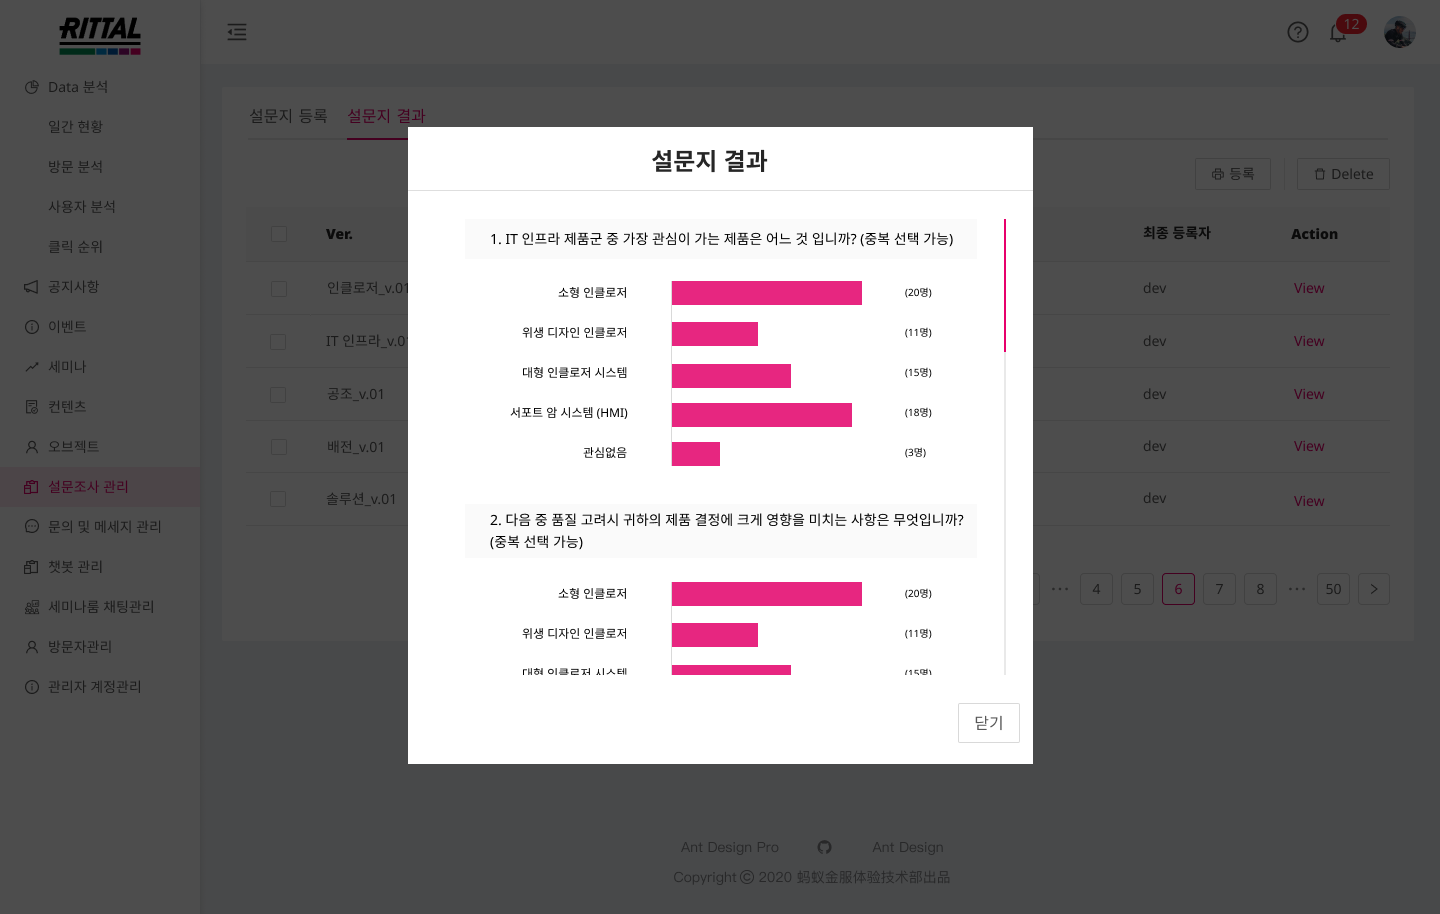 RITTAL
12
Data 분석
일간 현황
방문 분석
사용자 분석
클릭 순위
공지사항
이벤트
세미나
컨텐츠
오브젝트
설문조사 관리
문의 및 메세지 관리
챗봇 관리
세미나룸 채팅관리
방문자관리
관리자 계정관리
설문지 등록 설문지 결과
등록 Delete
Ver. 최종 등록자 Action
인클로저_v.01 dev View
IT 인프라_v.01 dev View
공조_v.01 dev View
배전_v.01 dev View
솔루션_v.01 dev View
4 5 6 7 8 50
설문지 결과
1. IT 인프라 제품군 중 가장 관심이 가는 제품은 어느 것 입니까? (중복 선택 가능)
소형 인클로저 (20명)
위생 디자인 인클로저 (11명)
대형 인클로저 시스템 (15명)
서포트 암 시스템 (HMI) (18명)
관심없음 (3명)
2. 다음 중 품질 고려시 귀하의 제품 결정에 크게 영향을 미치는 사항은 무엇입니까?
(중복 선택 가능)
소형 인클로저 (20명)
위생 디자인 인클로저 (11명)
대형 인클로저 시스템 (15명)
닫기
Ant Design Pro Ant Design
Copyright © 2020 蚂蚁金服体验技术部出品